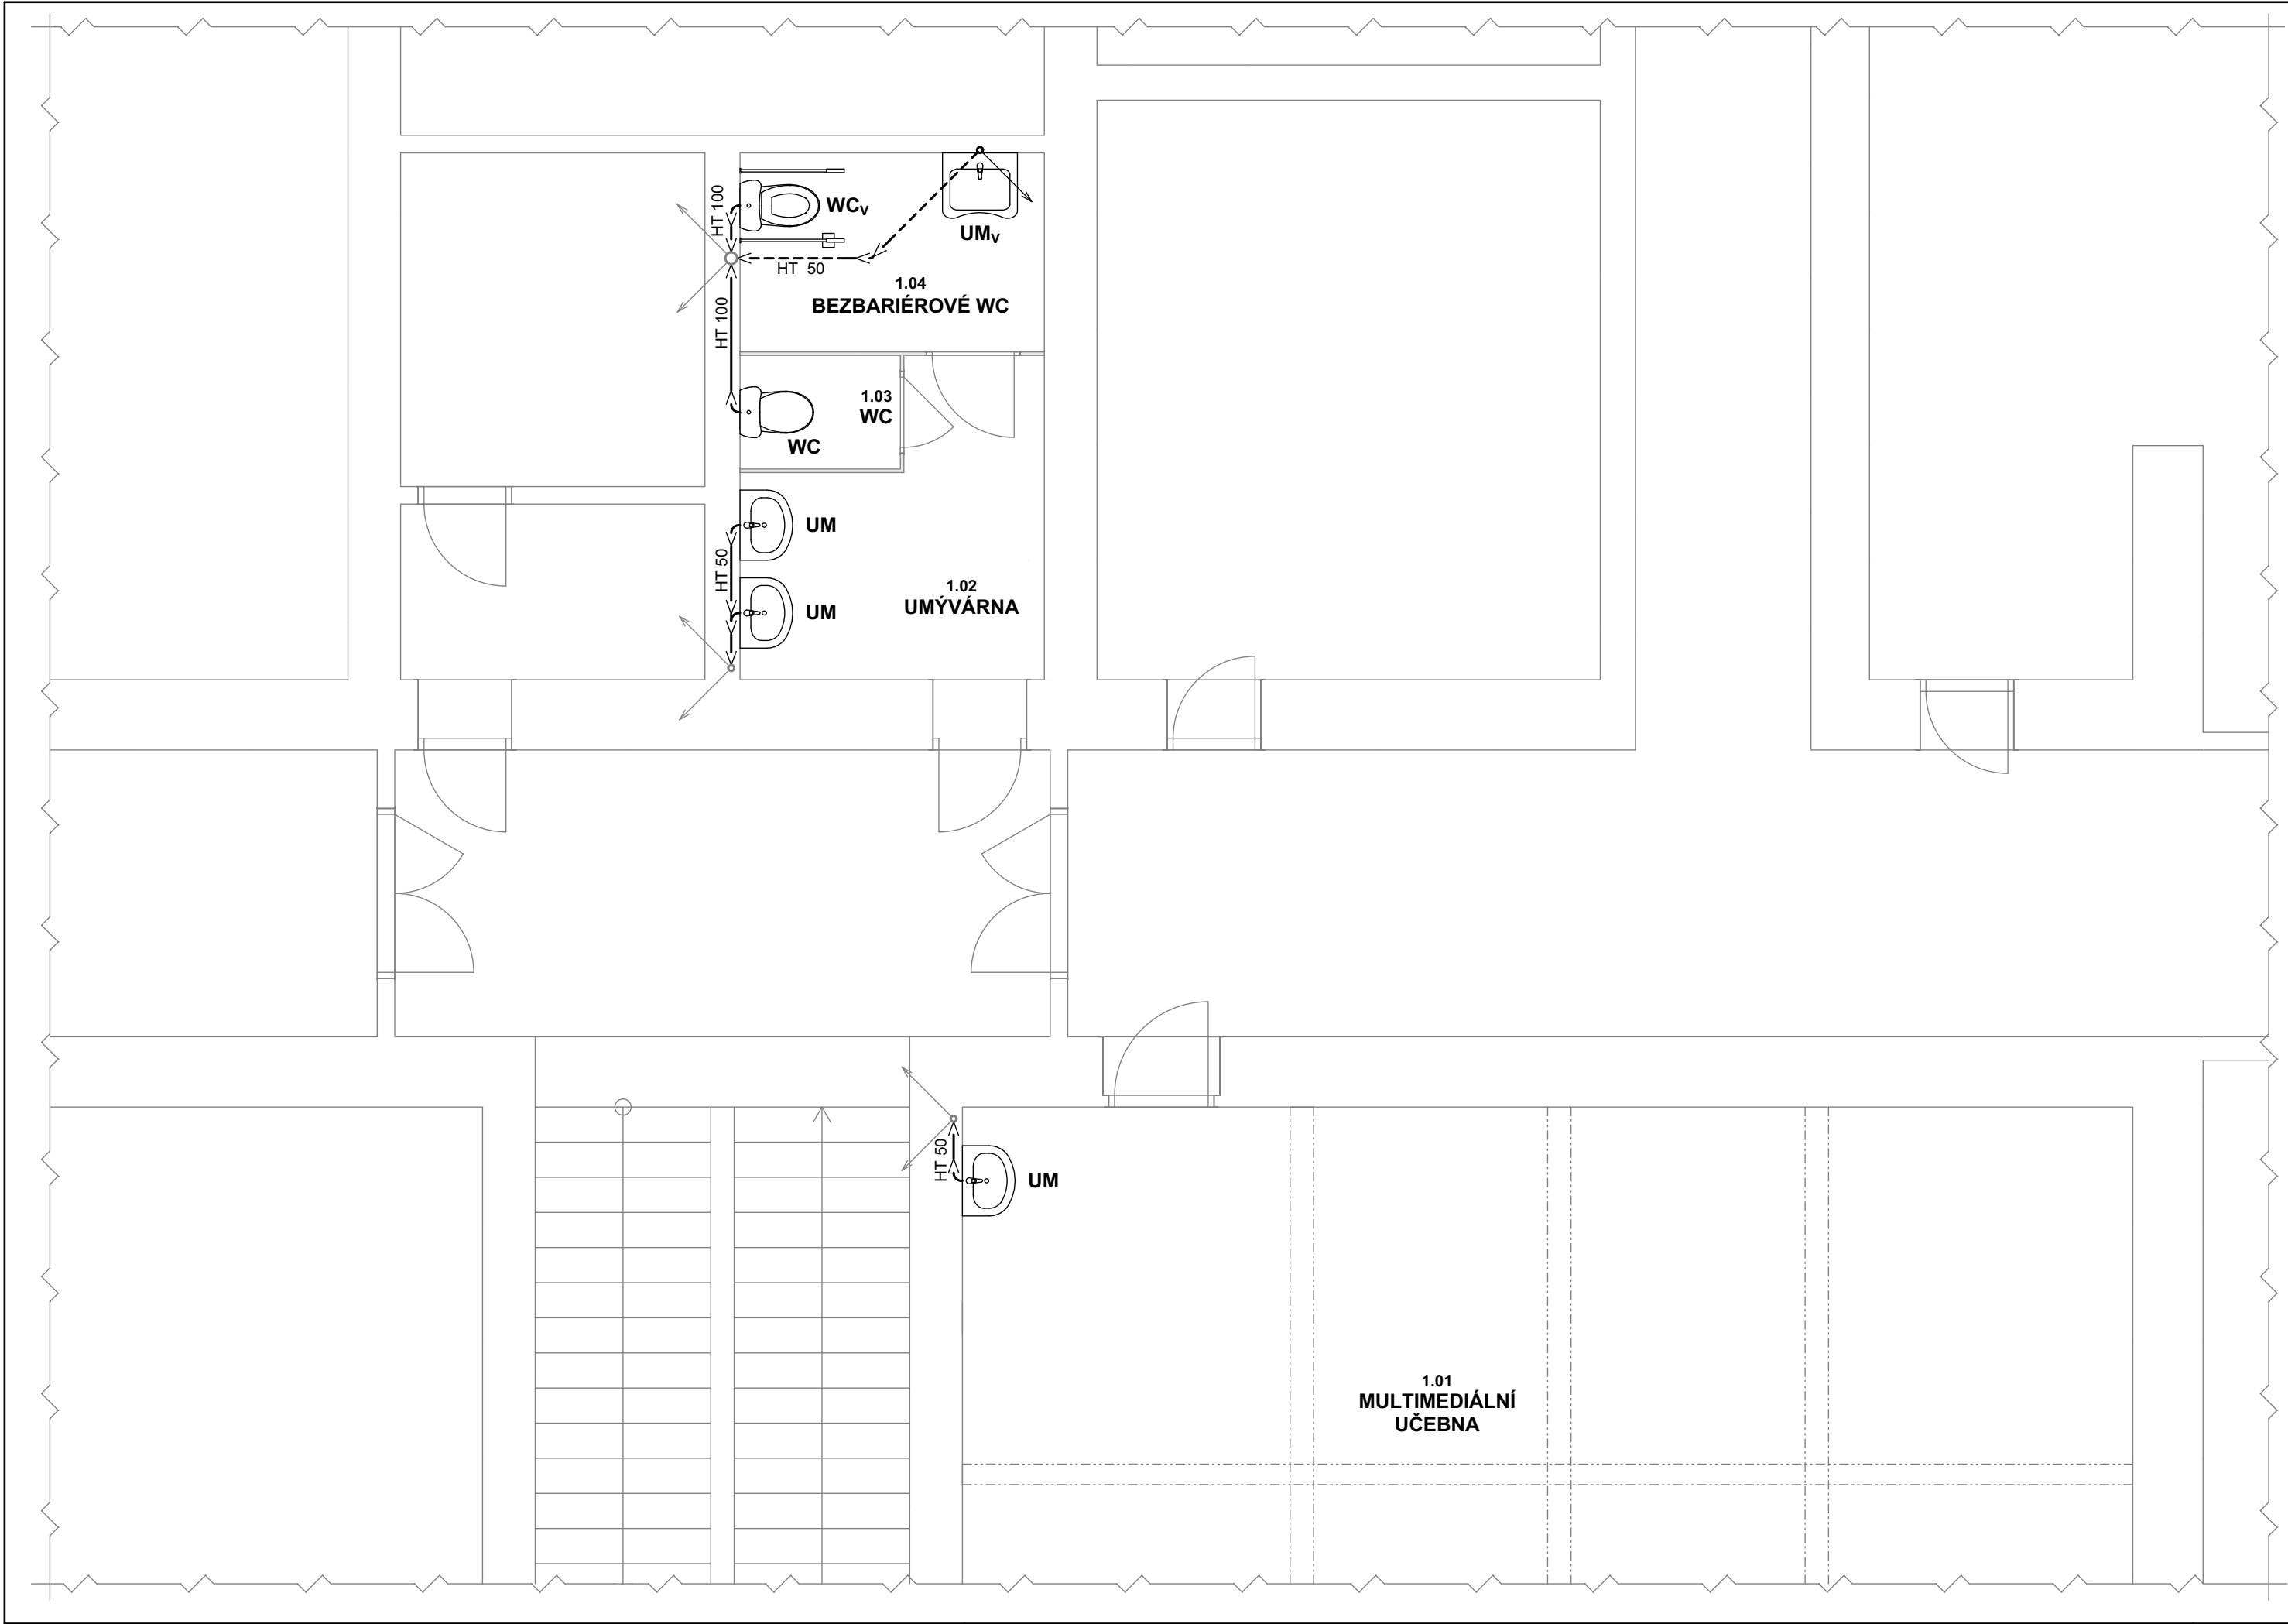 HT 100
WCV
UMV
HT 50
1.04
BEZBARIÉROVÉ WC
HT 100
1.03
WC
WC
UM
HT 50
1.02
UMÝVÁRNA
UM
HT 50
UM
1.01
MULTIMEDIÁLNÍ
UČEBNA